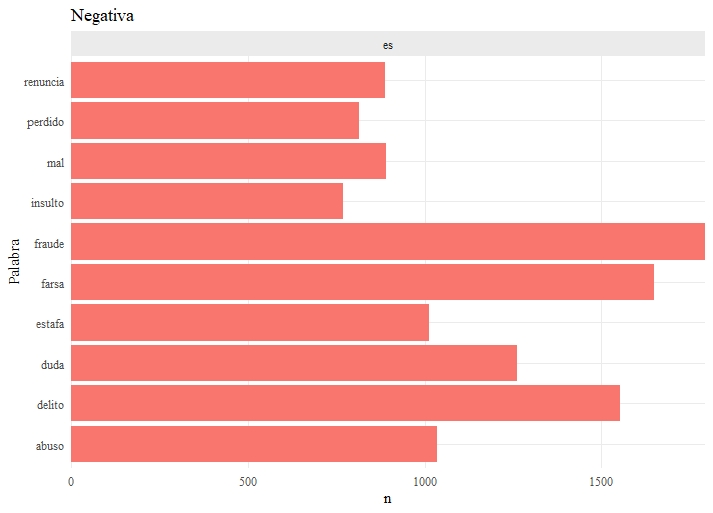 Negativa
es
renuncia
perdido
mal
insulto
fraude
farsa
estafa
duda
delito
abuso
Palabra
0 500 1000 1500
n